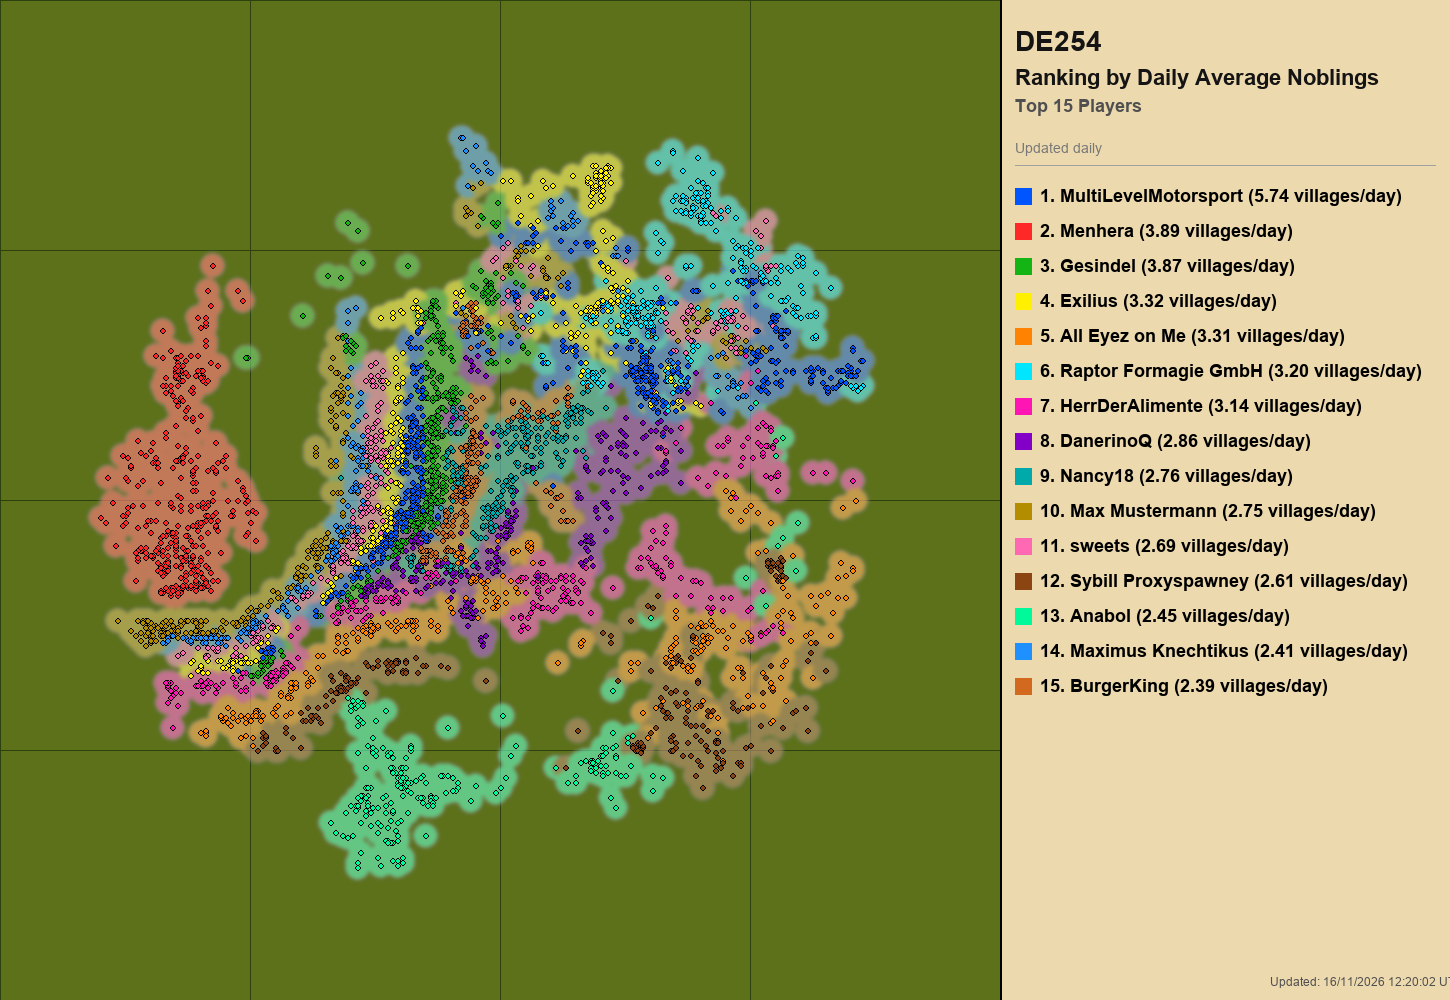 DE254
Ranking by Daily Average Noblings
Top 15 Players
Updated daily
1. MultiLevelMotorsport (5.74 villages/day)
2. Menhera (3.89 villages/day)
3. Gesindel (3.87 villages/day)
4. Exilius (3.32 villages/day)
5. All Eyez on Me (3.31 villages/day)
6. Raptor Formagie GmbH (3.20 villages/day)
7. HerrDerAlimente (3.14 villages/day)
8. DanerinoQ (2.86 villages/day)
9. Nancy18 (2.76 villages/day)
10. Max Mustermann (2.75 villages/day)
11. sweets (2.69 villages/day)
12. Sybill Proxyspawney (2.61 villages/day)
13. Anabol (2.45 villages/day)
14. Maximus Knechtikus (2.41 villages/day)
15. BurgerKing (2.39 villages/day)
Updated: 16/11/2026 12:20:02